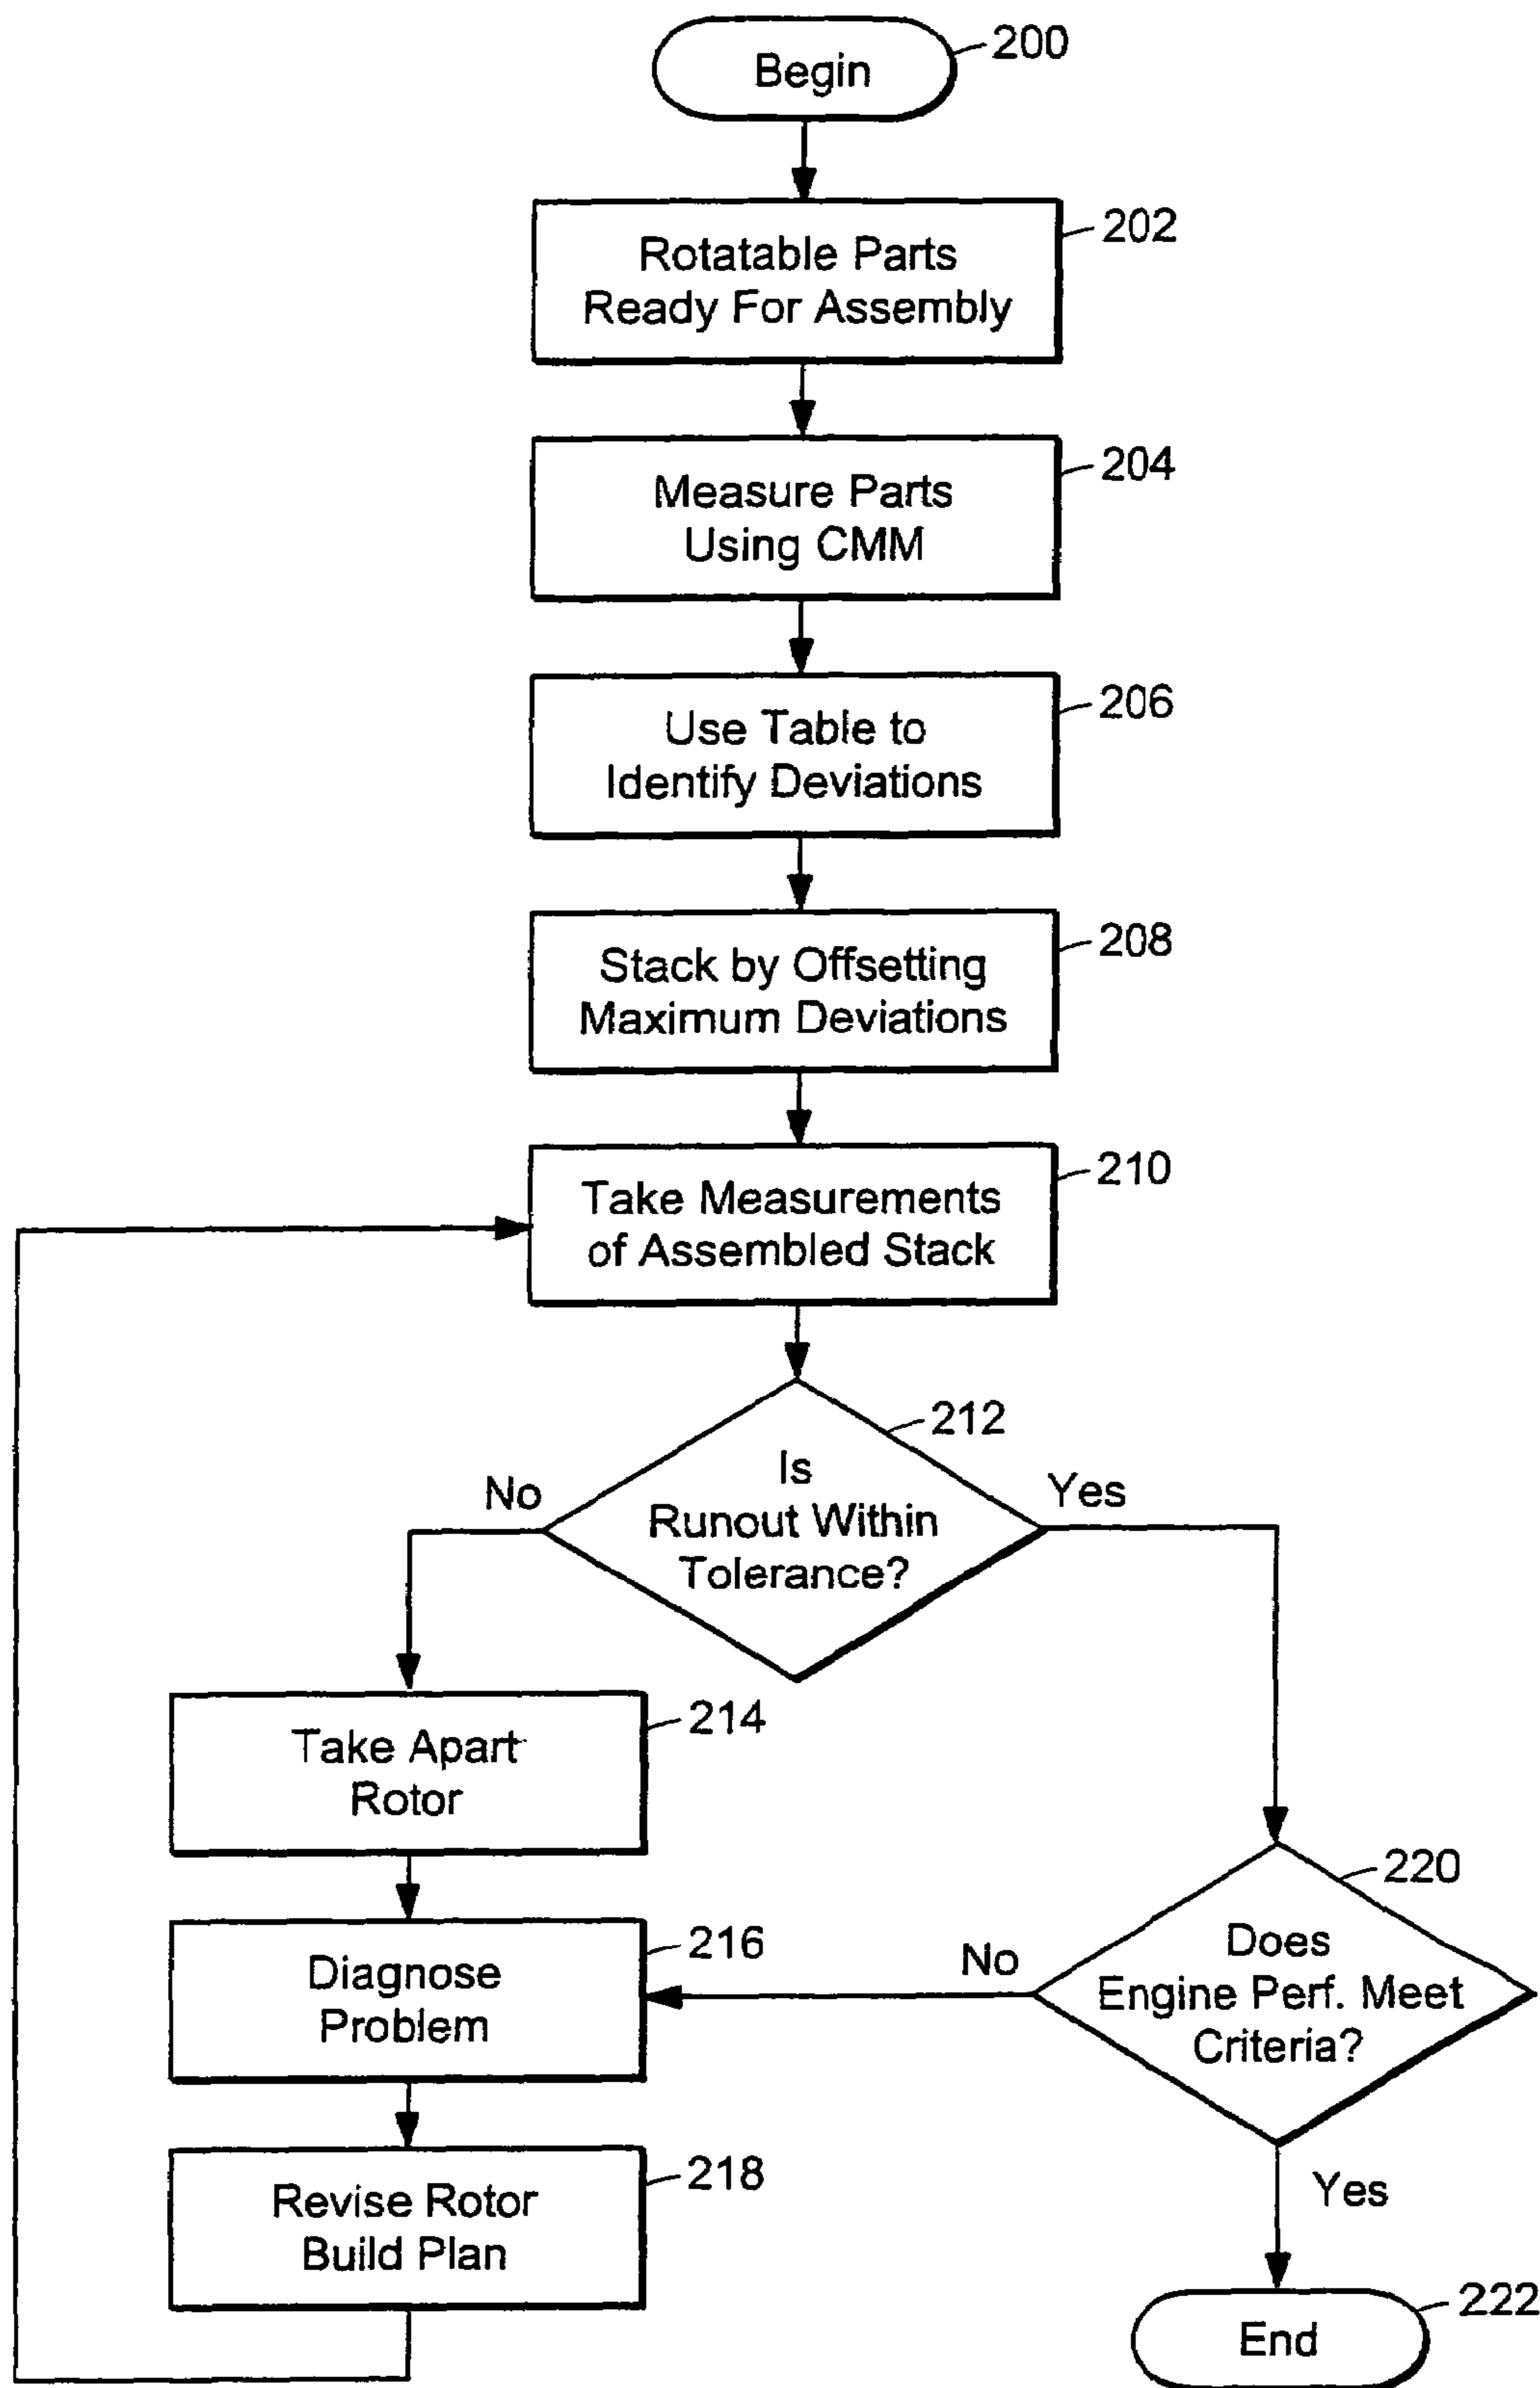 Begin
200
Rotatable Parts
Ready For Assembly
202
Measure Parts
Using CMM
204
Use Table to
Identify Deviations
206
Stack by Offsetting
Maximum Deviations
208
Take Measurements
of Assembled Stack
210
Is
Runout Within
Tolerance?
212
No
Yes
Take Apart
Rotor
214
Diagnose
Problem
216
Does
Engine Perf. Meet
Criteria?
220
No
Yes
Revise Rotor
Build Plan
218
End
222